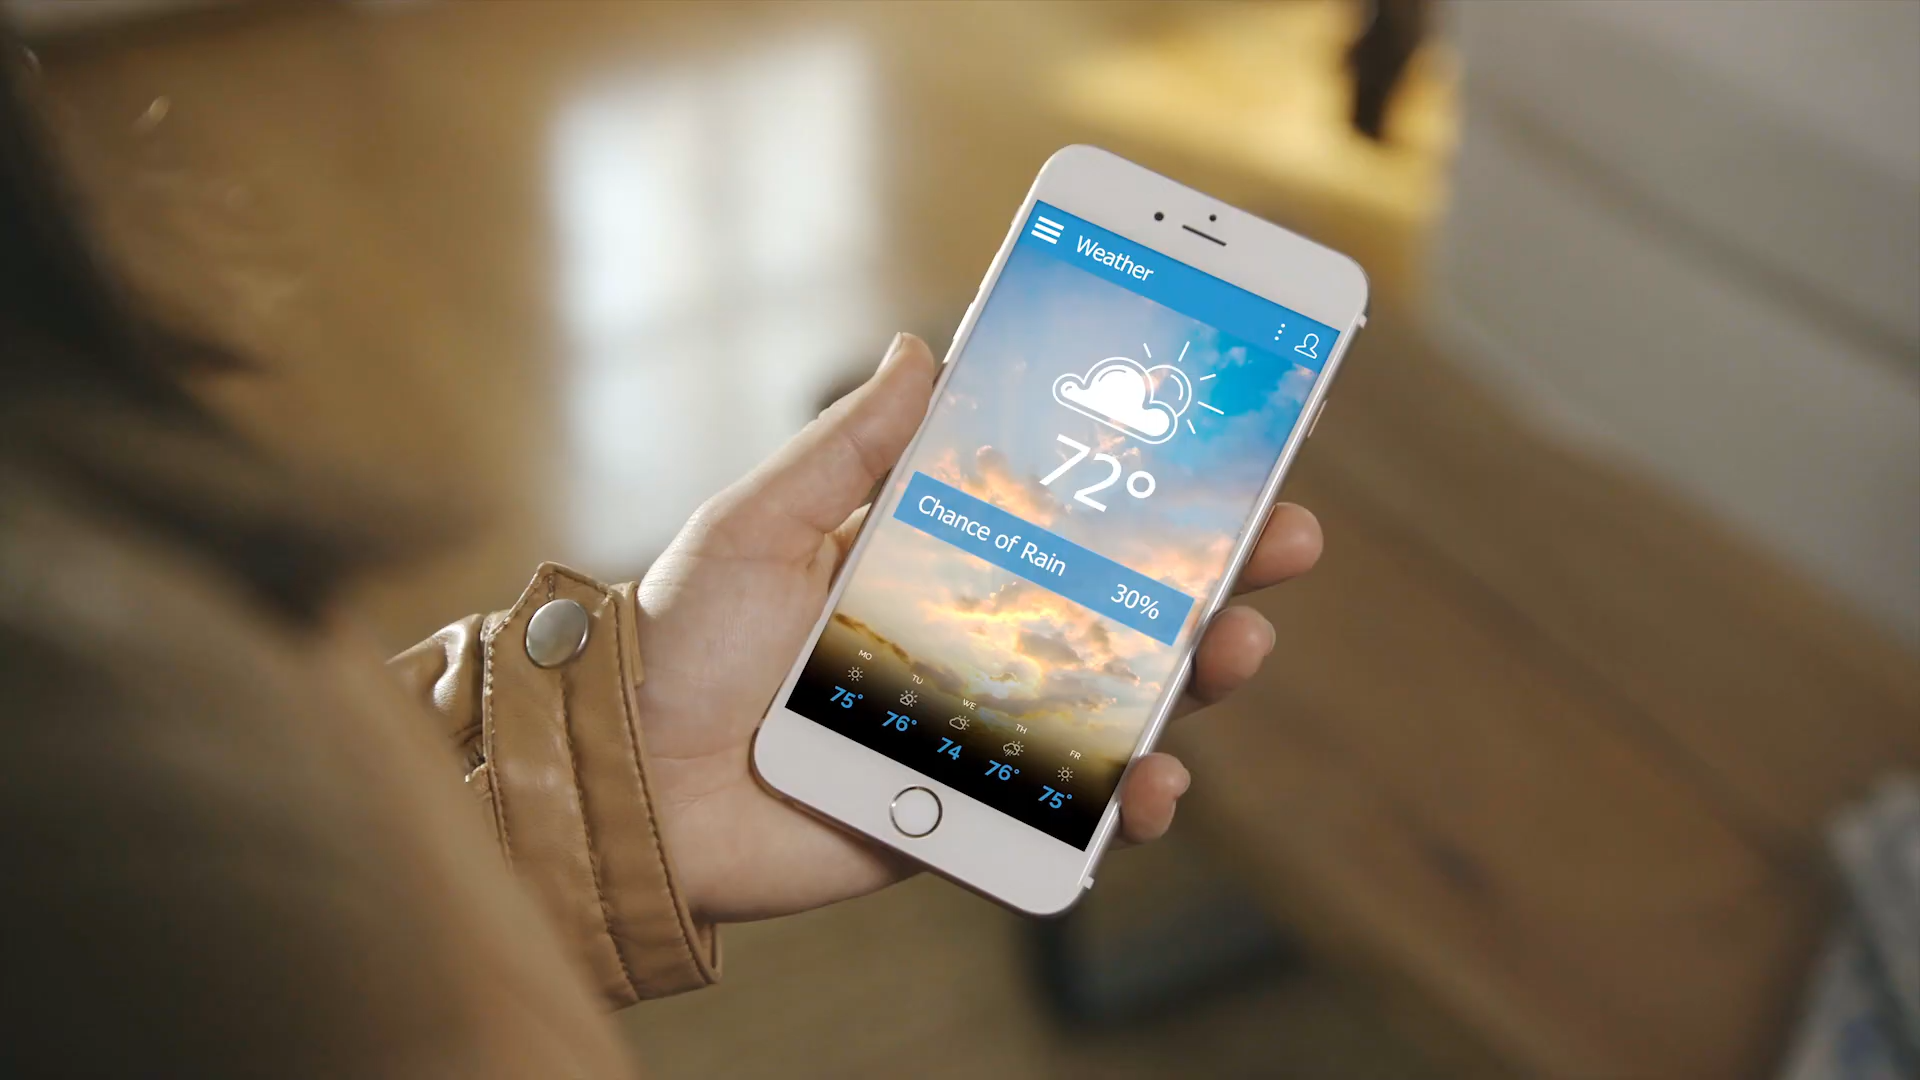 Weather
72°
Chance of Rain 30%
MO TU WE TH FR
75° 76° 74 76° 75°